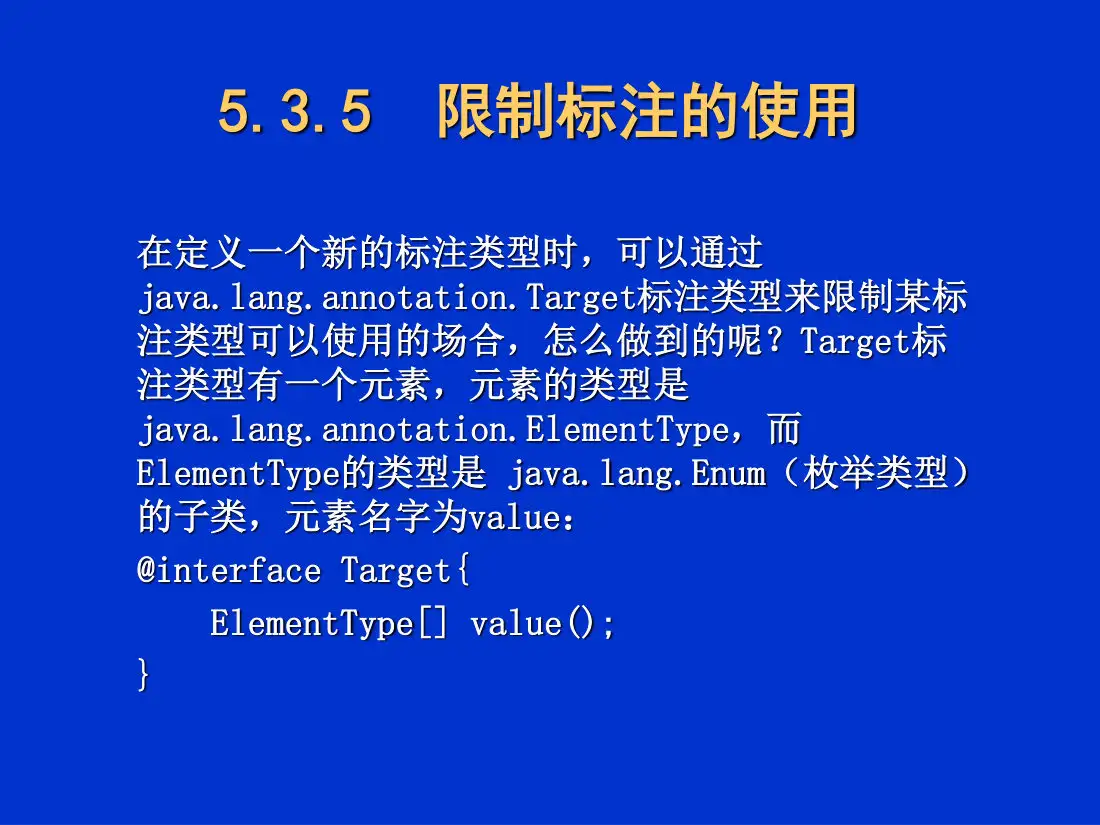 5.3.5 限制标注的使用
在定义一个新的标注类型时，可以通过
java.lang.annotation.Target标注类型来限制某标
注类型可以使用的场合，怎么做到的呢？Target标
注类型有一个元素，元素的类型是
java.lang.annotation.ElementType，而
ElementType的类型是 java.lang.Enum（枚举类型）
的子类，元素名字为value：
@interface Target{
    ElementType[] value();
}